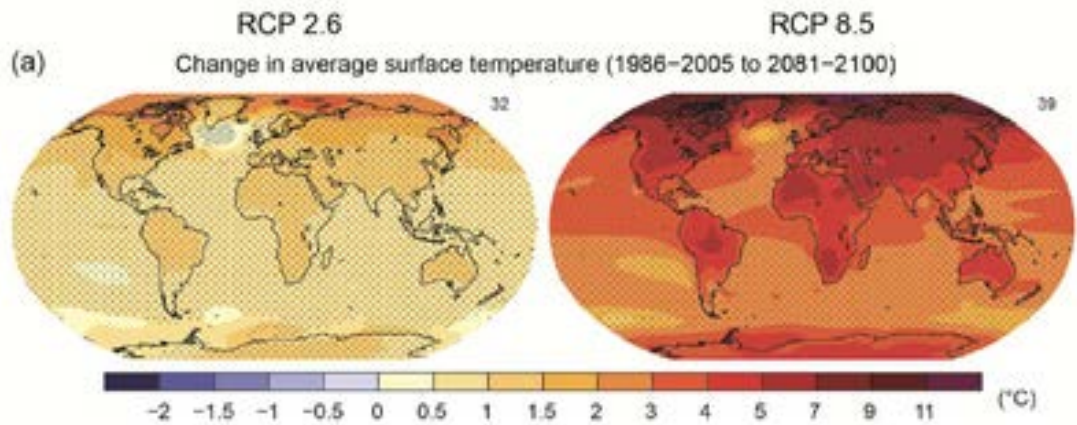 RCP 2.6 RCP 8.5
(a) Change in average surface temperature (1986−2005 to 2081−2100)
32 39
−2 −1.5 −1 −0.5 0 0.5 1 1.5 2 3 4 5 7 9 11 (°C)